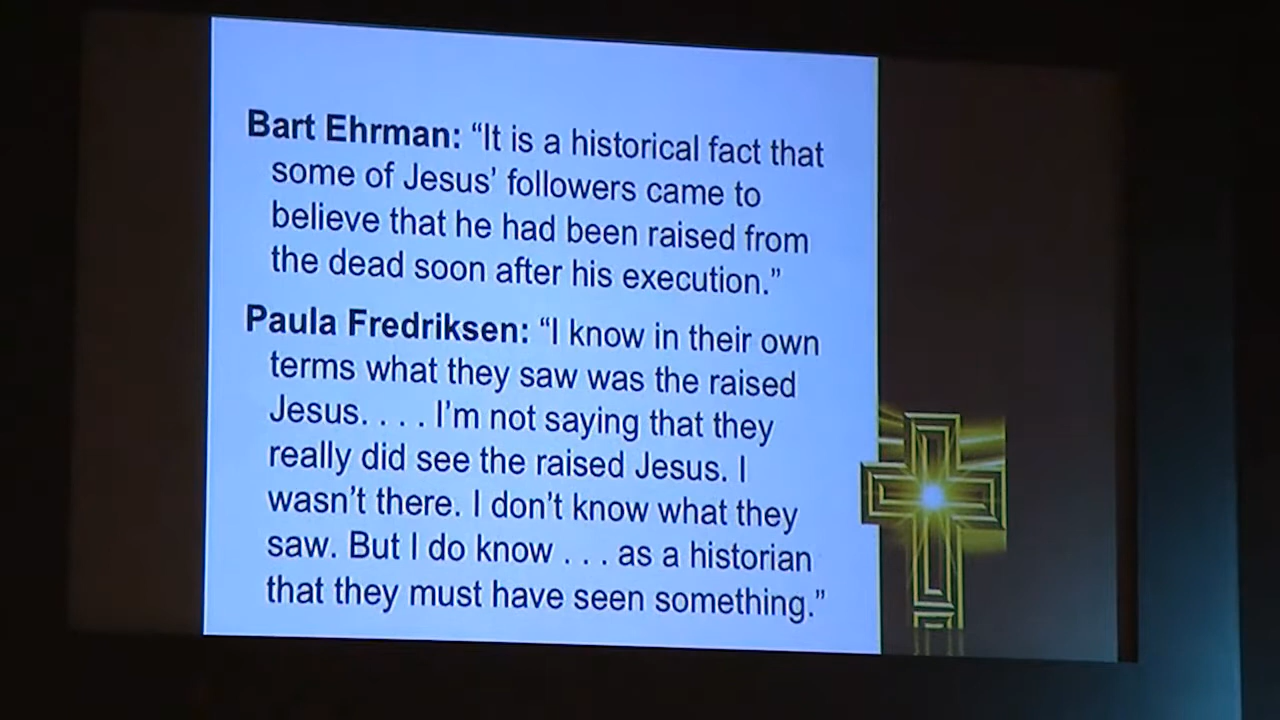 Bart Ehrman: “It is a historical fact that
some of Jesus’ followers came to
believe that he had been raised from
the dead soon after his execution.”
Paula Fredriksen: “I know in their own
terms what they saw was the raised
Jesus. . . . I’m not saying that they
really did see the raised Jesus. I
wasn’t there. I don’t know what they
saw. But I do know . . . as a historian
that they must have seen something.”